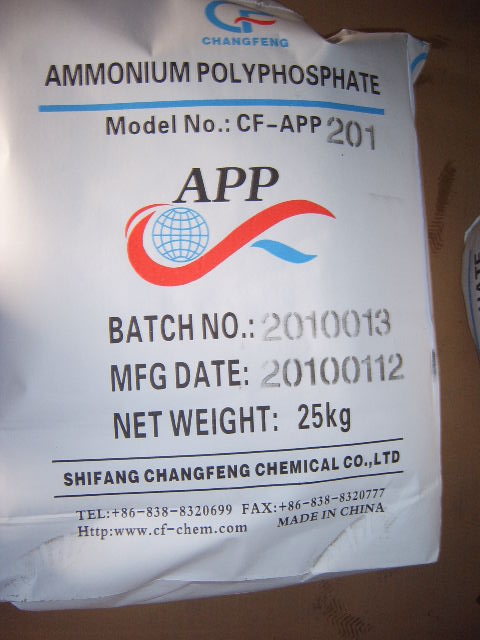 CF
CHANGFENG
AMMONIUM POLYPHOSPHATE
Model No.: CF-APP 201
APP
BATCH NO.: 2010013
MFG DATE: 20100112
NET WEIGHT: 25kg
SHIFANG CHANGFENG CHEMICAL CO.,LTD
TEL:+86-838-8320699 FAX:+86-838-8320777
Http:www.cf-chem.com MADE IN CHINA